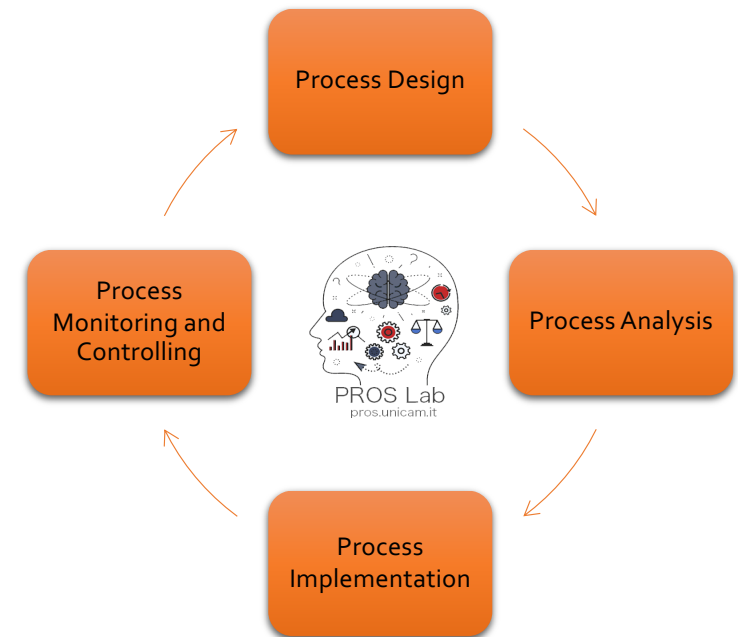 Process Design
Process
Monitoring and
Controlling
Process Analysis
PROS Lab
pros.unicam.it
Process
Implementation